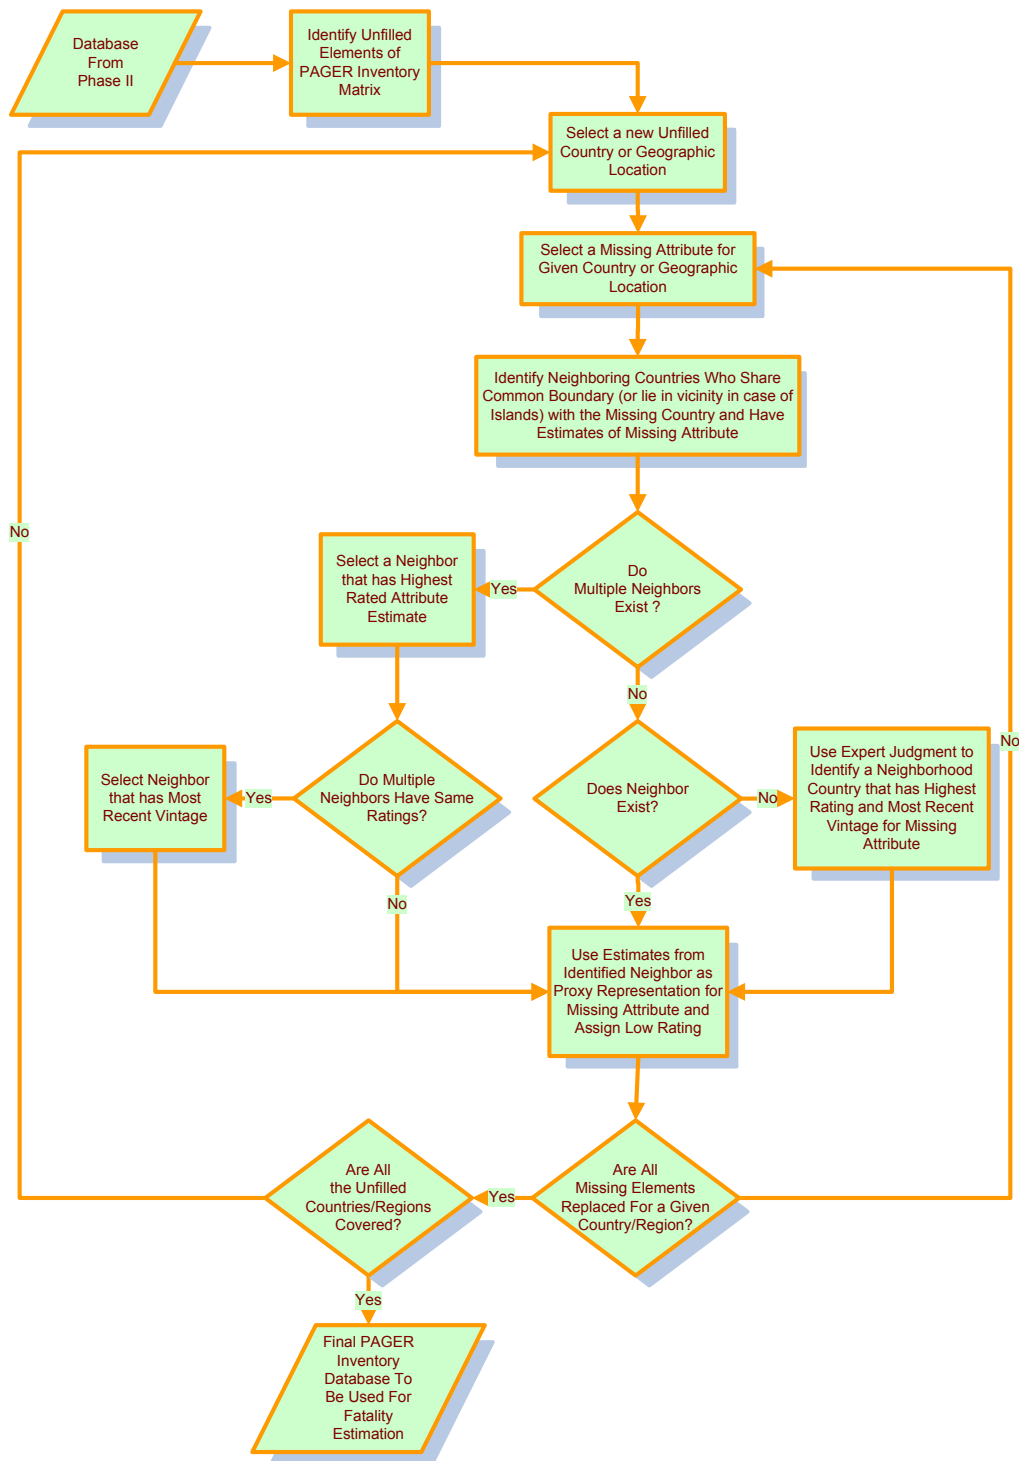 Database
From
Phase II
Identify Unfilled
Elements of
PAGER Inventory
Matrix
Select a new Unfilled
Country or Geographic
Location
Select a Missing Attribute for
Given Country or Geographic
Location
Identify Neighboring Countries Who Share
Common Boundary (or lie in vicinity in case of
Islands) with the Missing Country and Have
Estimates of Missing Attribute
No
Select a Neighbor
that has Highest
Rated Attribute
Estimate
Yes
Do
Multiple Neighbors
Exist ?
No
Select Neighbor
that has Most
Recent Vintage
Yes
Do Multiple
Neighbors Have Same
Ratings?
Does Neighbor
Exist?
No
Use Expert Judgment to
Identify a Neighborhood
Country that has Highest
Rating and Most Recent
Vintage for Missing
Attribute
No
No
Yes
Use Estimates from
Identified Neighbor as
Proxy Representation for
Missing Attribute and
Assign Low Rating
Are All
the Unfilled
Countries/Regions
Covered?
Yes
Are All
Missing Elements
Replaced For a Given
Country/Region?
Yes
Final PAGER
Inventory
Database To
Be Used For
Fatality
Estimation